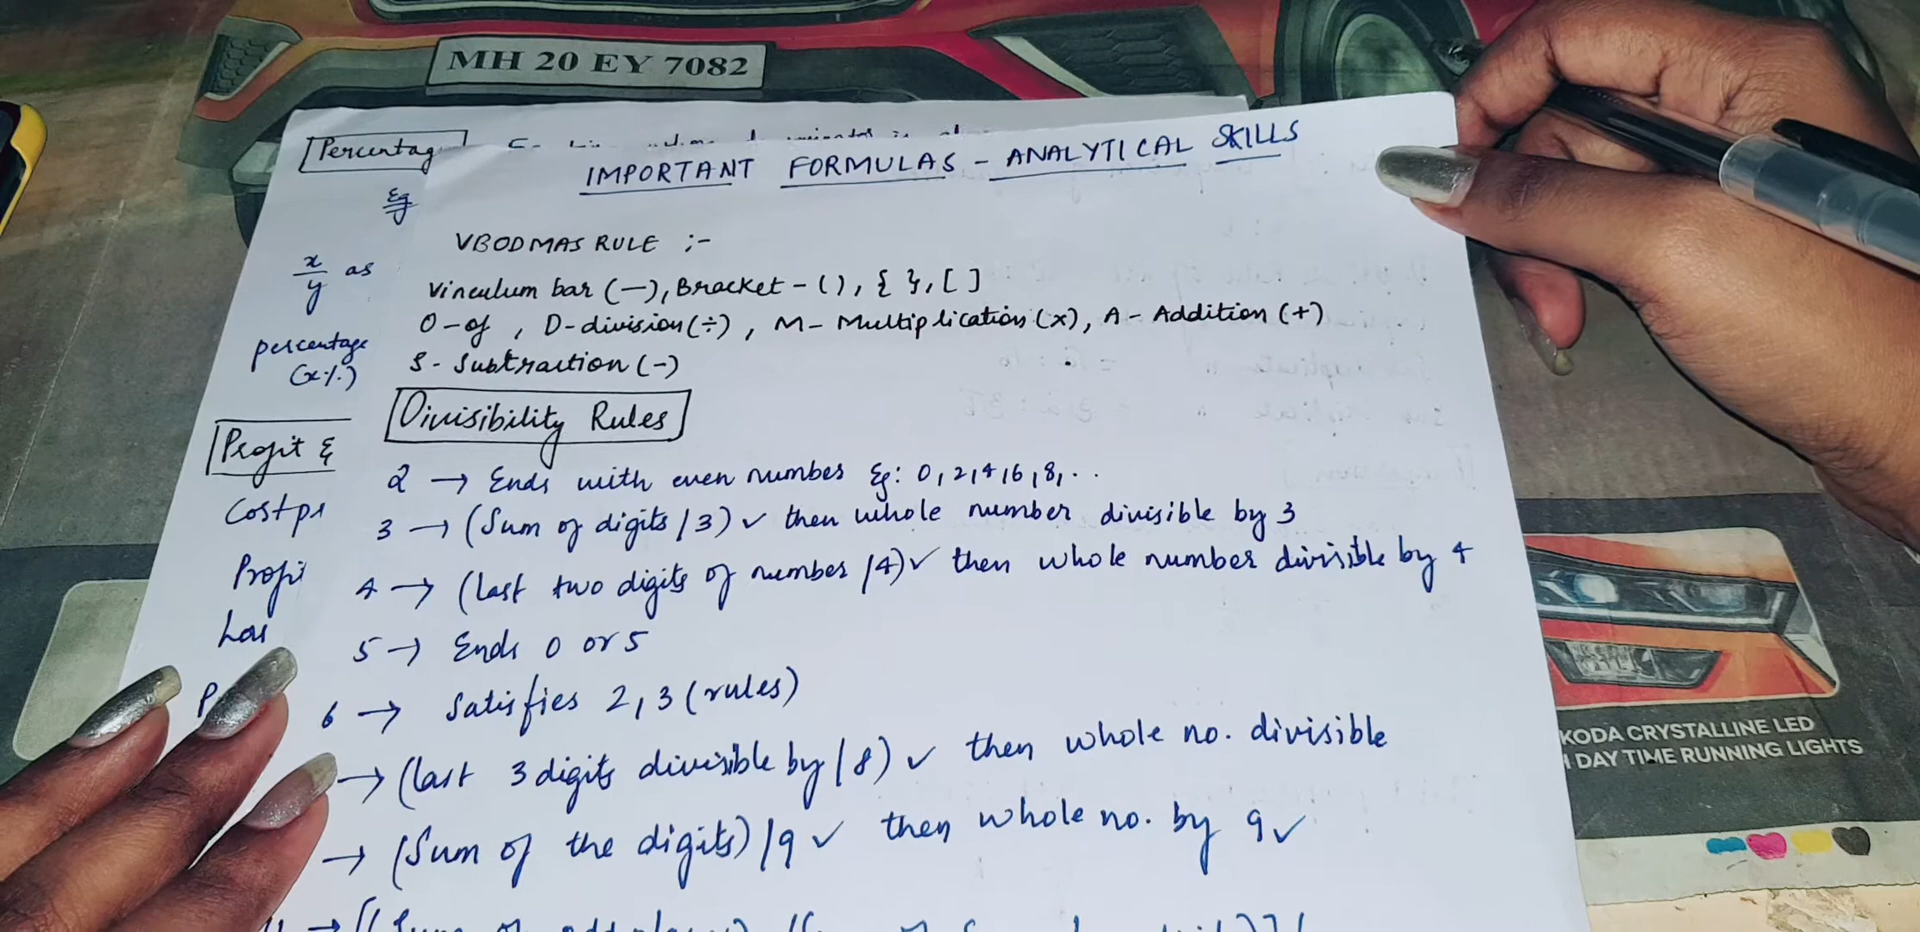 MH 20 EY 7082
Percentag
IMPORTANT FORMULAS - ANALYTICAL SKILLS
Eg
VBODMAS RULE :-
x/y as
Vinculum bar (—), Bracket - (), { }, [ ]
O - of , D - division (÷) , M - Multiplication (x), A - Addition (+)
percentage
(x%)
S - Subtraction (-)
Divisibility Rules
Profit &
2 → Ends with even number Eg: 0,2,4,6,8,..
Cost pr
3 → (Sum of digits / 3) ✓ then whole number divisible by 3
Profi
4 → (last two digits of number /4) ✓ then whole number divisible by 4
Los
5 → Ends 0 or 5
P
6 → Satisfies 2,3 (rules)
→ (last 3 digits divisible by / 8) ✓ then whole no. divisible
→ (Sum of the digits) /9 ✓ then whole no. by 9 ✓
KODA CRYSTALLINE LED
DAY TIME RUNNING LIGHTS